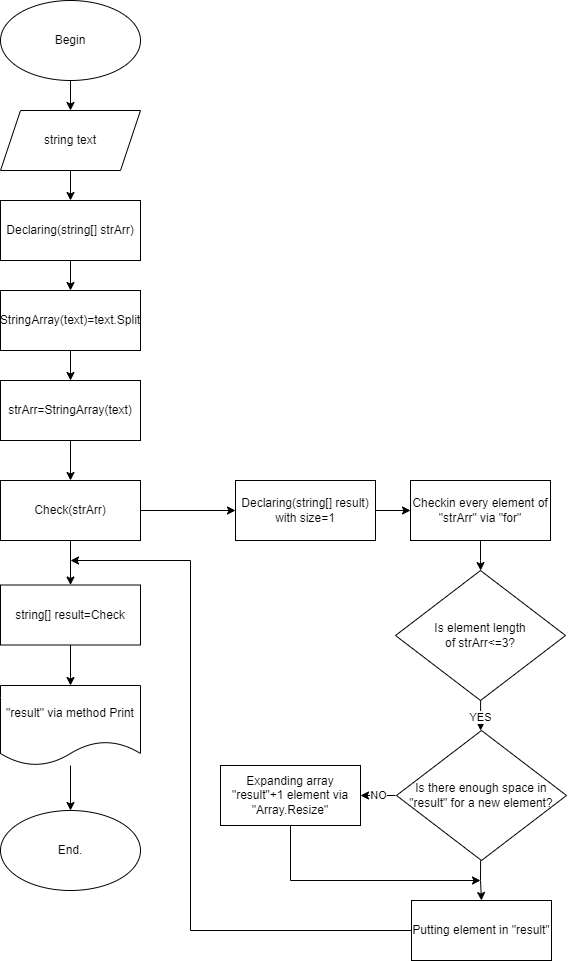 Begin
string text
Declaring(string[] strArr)
StringArray(text)=text.Split
strArr=StringArray(text)
Check(strArr)
Declaring(string[] result)
with size=1
Checkin every element of
"strArr" via "for"
Is element length
of strArr<=3?
YES
Is there enough space in
"result" for a new element?
NO
Expanding array
"result"+1 element via
"Array.Resize"
Putting element in "result"
string[] result=Check
"result" via method Print
End.